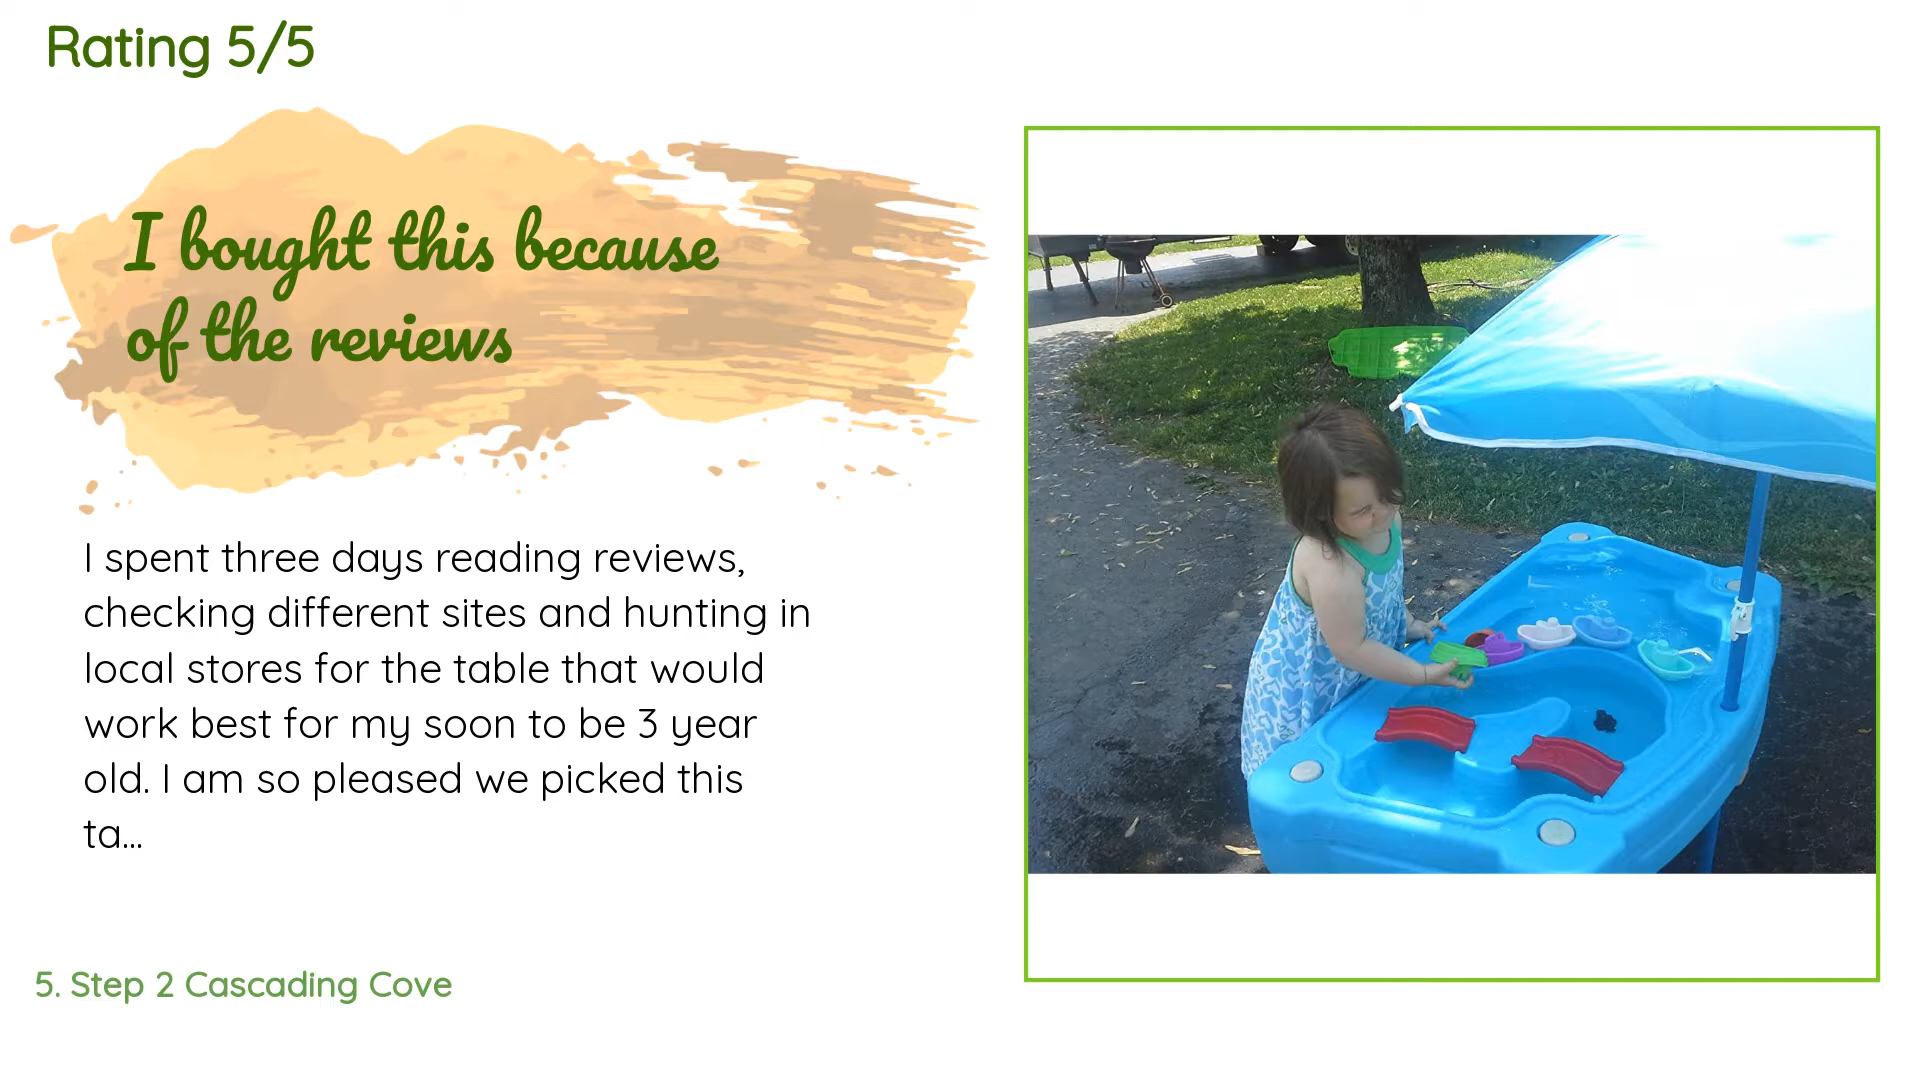 Rating 5/5
I bought this because
of the reviews
I spent three days reading reviews,
checking different sites and hunting in
local stores for the table that would
work best for my soon to be 3 year
old. I am so pleased we picked this
ta...
5. Step 2 Cascading Cove